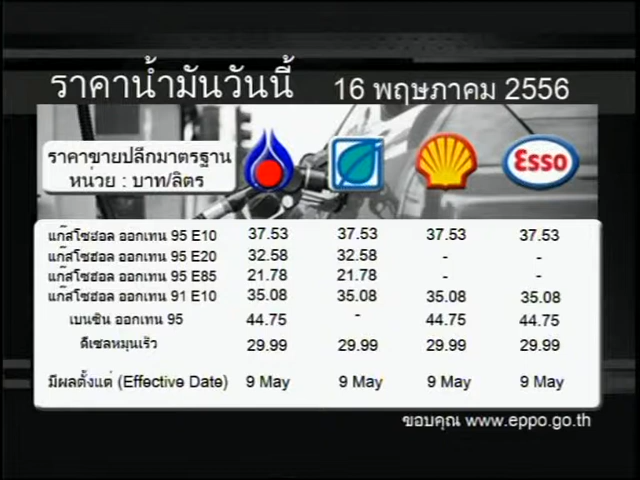 ราคาน้ำมันวันนี้ 16 พฤษภาคม 2556
ราคาขายปลีกมาตรฐาน
หน่วย : บาท/ลิตร
Esso
แก๊สโซฮอล ออกเทน 95 E10 37.53 37.53 37.53 37.53
แก๊สโซฮอล ออกเทน 95 E20 32.58 32.58 - -
แก๊สโซฮอล ออกเทน 95 E85 21.78 21.78 - -
แก๊สโซฮอล ออกเทน 91 E10 35.08 35.08 35.08 35.08
เบนซิน ออกเทน 95 44.75 - 44.75 44.75
ดีเซลหมุนเร็ว 29.99 29.99 29.99 29.99
มีผลตั้งแต่ (Effective Date) 9 May 9 May 9 May 9 May
ขอบคุณ www.eppo.go.th